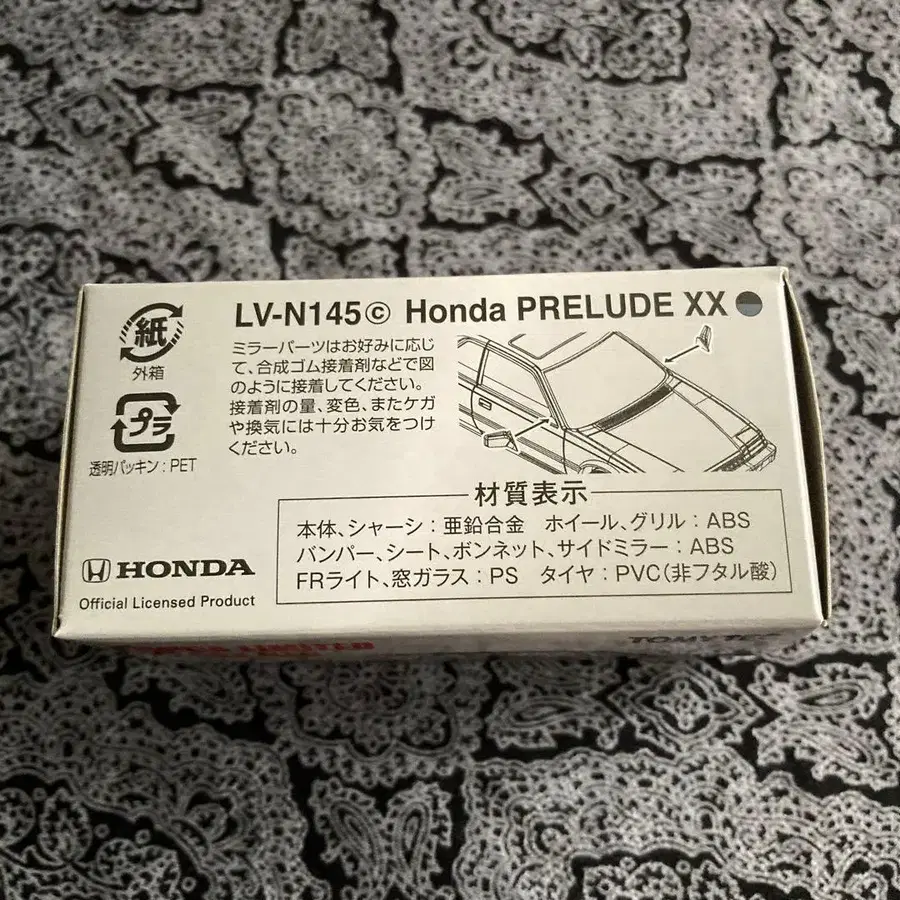 LV-N145ⓒ Honda PRELUDE XX
紙
外箱
プラ
透明パッキン：PET
ミラーパーツはお好みに応じ
て、合成ゴム接着剤などで図
のように接着してください。
接着剤の量、変色、またケガ
や換気には十分お気をつけ
ください。
材質表示
本体、シャーシ：亜鉛合金 ホイール、グリル：ABS
バンパー、シート、ボンネット、サイドミラー：ABS
FRライト、窓ガラス：PS タイヤ：PVC(非フタル酸)
HONDA
Official Licensed Product
LIMITED
TOMYTEC